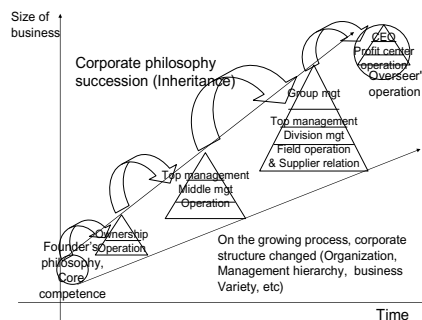 Size of
business
CEO
Profit center
operation
Overseer'
operation
Corporate philosophy
succession (Inheritance)
Group mgt
Top management
Division mgt
Field operation
& Supplier relation
Top management
Middle mgt
Operation
Ownership
Operation
Founder's
philosophy,
Core
competence
On the growing process, corporate
structure changed (Organization,
Management hierarchy, business
Variety, etc)
Time